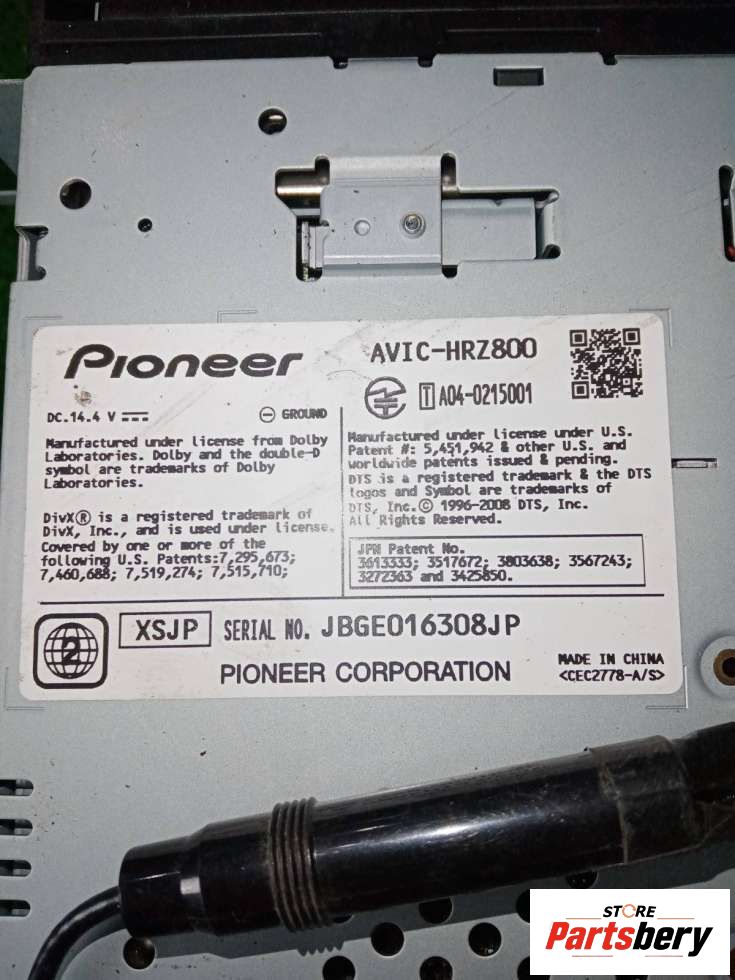 Pioneer
AVIC-HRZ800
T A04-0215001
DC.14.4 V
GROUND
Manufactured under license from Dolby
Laboratories. Dolby and the double-D
symbol are trademarks of Dolby
Laboratories.
DivX® is a registered trademark of
DivX, Inc., and is used under license.
Covered by one or more of the
following U.S. Patents:7,295,673;
7,460,688; 7,519,274; 7,515,710;
Manufactured under license under U.S.
Patent #: 5,451,942 & other U.S. and
worldwide patents issued & pending.
DTS is a registered trademark & the DTS
logos and Symbol are trademarks of
DTS, Inc.© 1996-2008 DTS, Inc.
All Rights Reserved.
JPN Patent No.
3613333; 3517672; 3803638; 3567243;
3272363 and 3425850.
2
XSJP
SERIAL NO. JBGE016308JP
PIONEER CORPORATION
MADE IN CHINA
<CEC2778-A/S>
STORE
Partsbery